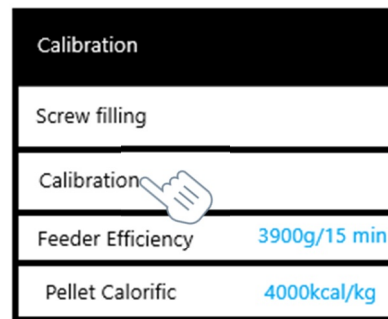 Calibration
Screw filling
Calibration
Feeder Efficiency 3900g/15 min
Pellet Calorific 4000kcal/kg